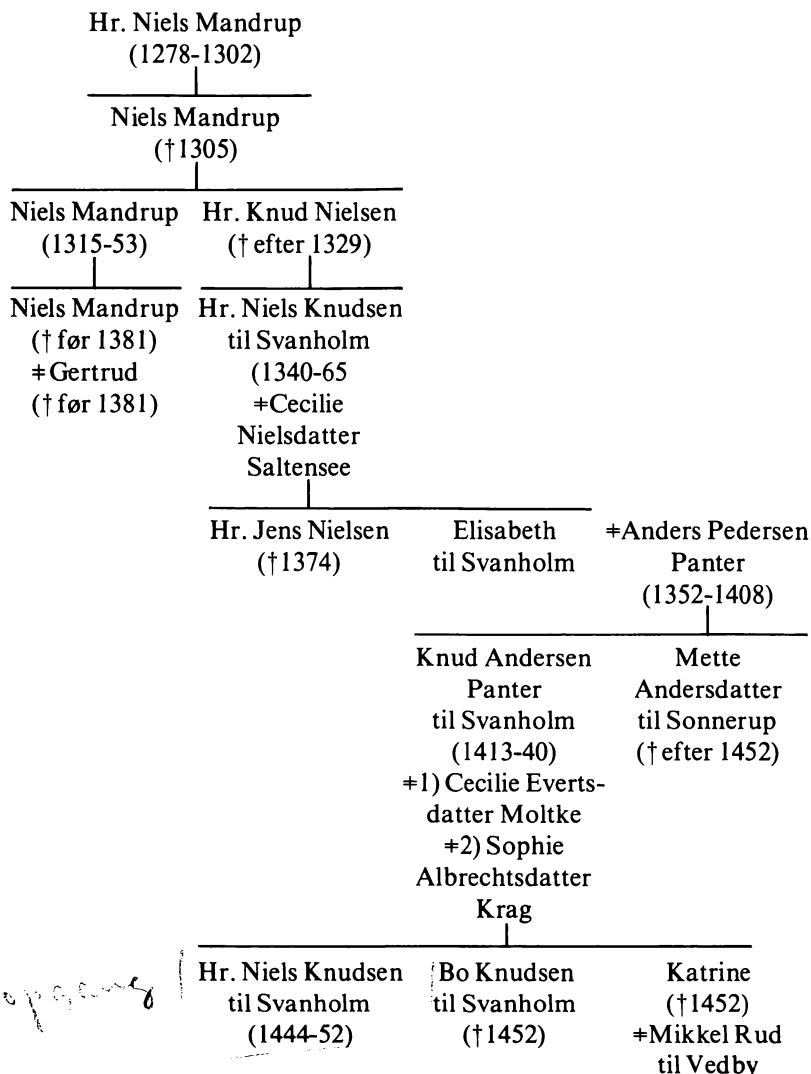 Hr. Niels Mandrup
(1278-1302)
Niels Mandrup
(†1305)
Niels Mandrup
(1315-53)
Hr. Knud Nielsen
(† efter 1329)
Niels Mandrup
(† før 1381)
⚭Gertrud
(† før 1381)
Hr. Niels Knudsen
til Svanholm
(1340-65
⚭Cecilie
Nielsdatter
Saltensee
Hr. Jens Nielsen
(†1374)
Elisabeth
til Svanholm
⚭Anders Pedersen
Panter
(1352-1408)
Knud Andersen
Panter
til Svanholm
(1413-40)
⚭1) Cecilie Everts-
datter Moltke
⚭2) Sophie
Albrechtsdatter
Krag
Mette
Andersdatter
til Sonnerup
(† efter 1452)
opgang
Hr. Niels Knudsen
til Svanholm
(1444-52)
Bo Knudsen
til Svanholm
(†1452)
Katrine
(†1452)
⚭Mikkel Rud
til Vedby